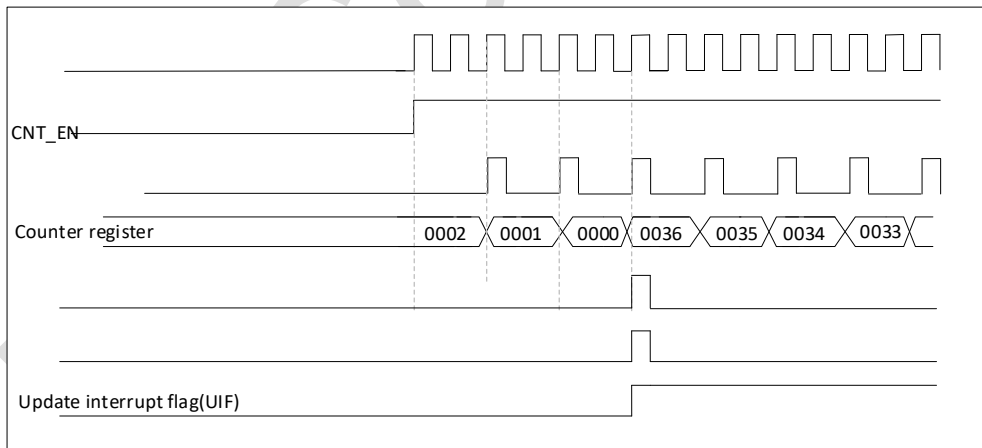 CNT_EN
Counter register
0002 0001 0000 0036 0035 0034 0033
Update interrupt flag(UIF)